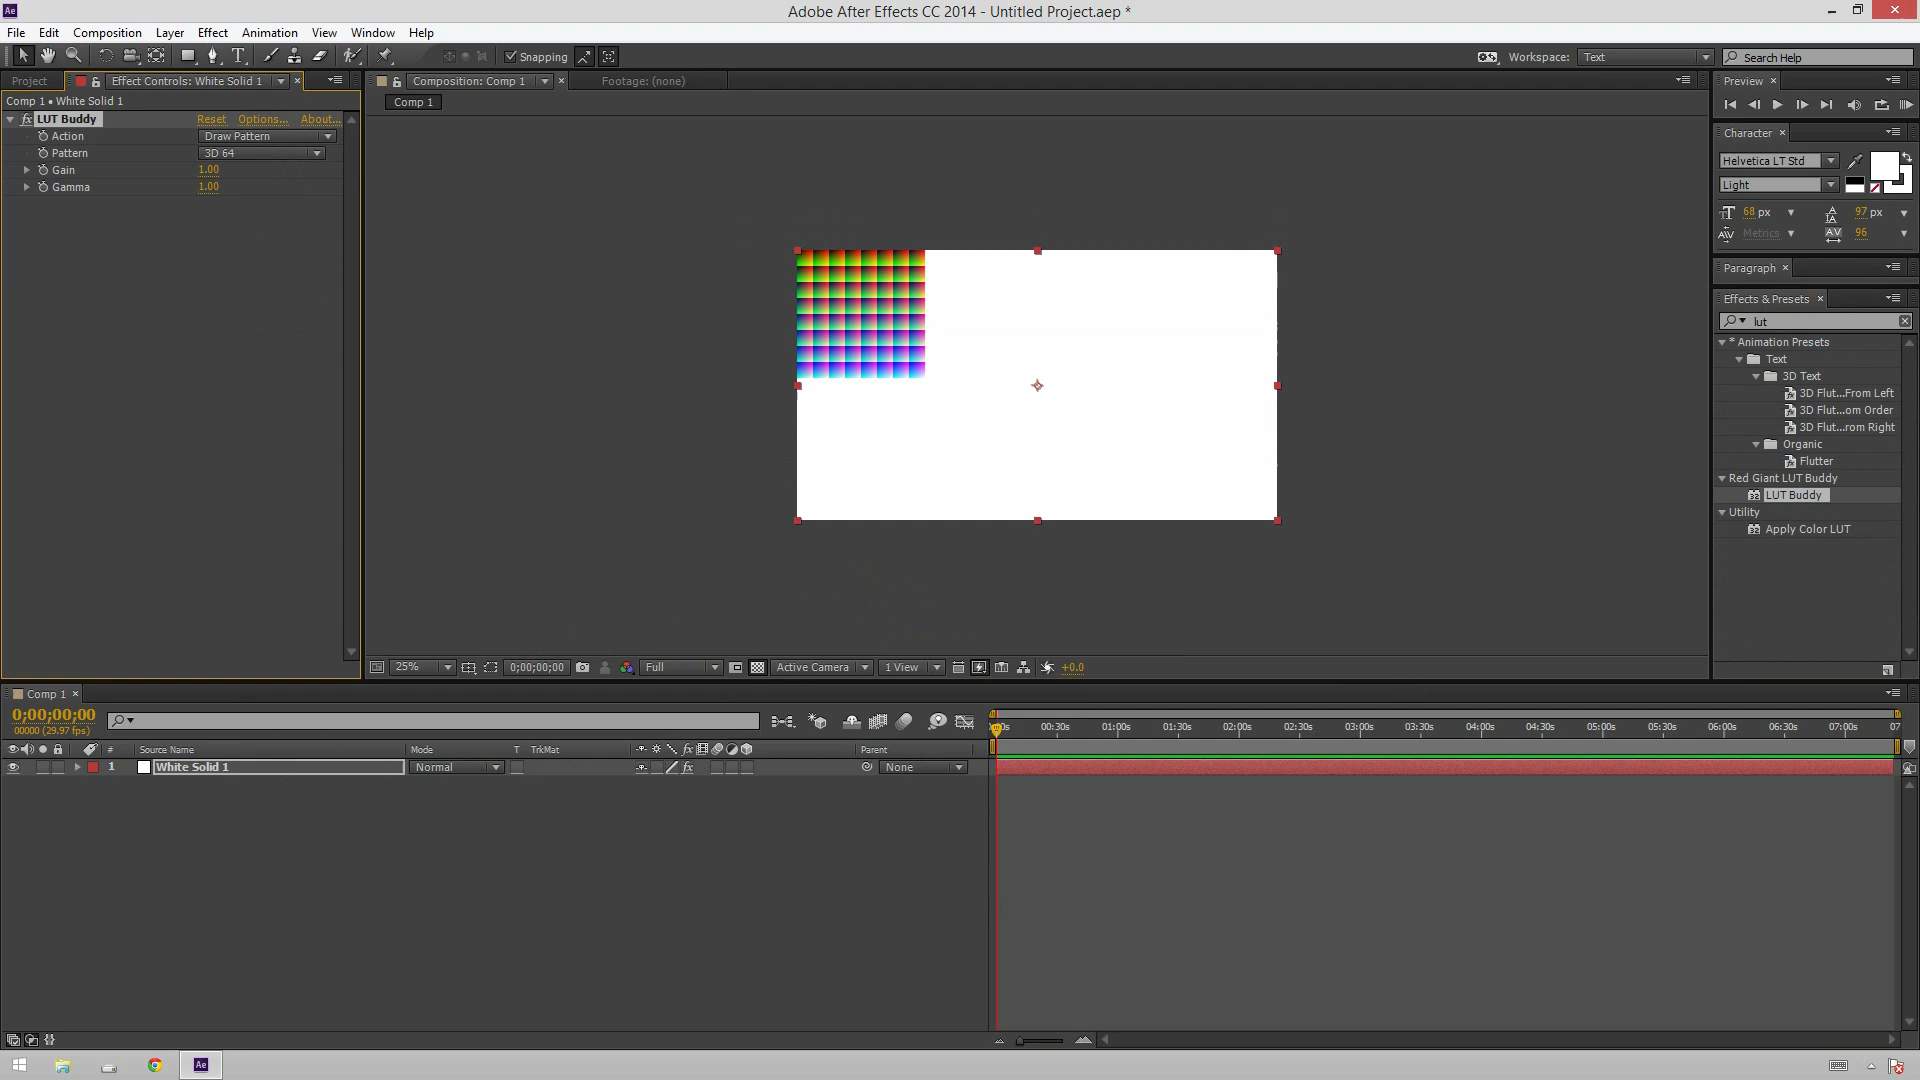 Ae
Adobe After Effects CC 2014 - Untitled Project.aep *
File Edit Composition Layer Effect Animation View Window Help
Snapping
Workspace: Text
Search Help
Project
Effect Controls: White Solid 1
Comp 1 • White Solid 1
fx LUT Buddy Reset Options... About...
Action Draw Pattern
Pattern 3D 64
Gain 1.00
Gamma 1.00
Composition: Comp 1
Footage: (none)
Comp 1
25%
0;00;00;00
Full
Active Camera
1 View
+0.0
Preview
Character
Helvetica LT Std
Light
68 px
97 px
Metrics
96
Paragraph
Effects & Presets
lut
* Animation Presets
Text
3D Text
3D Flut...From Left
3D Flut...om Order
3D Flut...rom Right
Organic
Flutter
Red Giant LUT Buddy
LUT Buddy
Utility
Apply Color LUT
Comp 1
0;00;00;00
00000 (29.97 fps)
00s 00:30s 01:00s 01:30s 02:00s 02:30s 03:00s 03:30s 04:00s 04:30s 05:00s 05:30s 06:00s 06:30s 07:00s 07
# Source Name Mode T TrkMat fx Parent
1 White Solid 1 Normal fx None
Ae